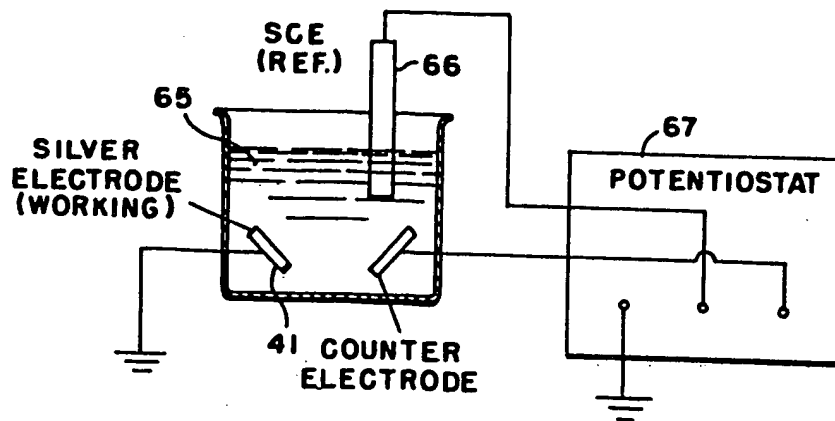 SCE
(REF.)
66
65
67
SILVER
ELECTRODE
(WORKING)
POTENTIOSTAT
41
COUNTER
ELECTRODE